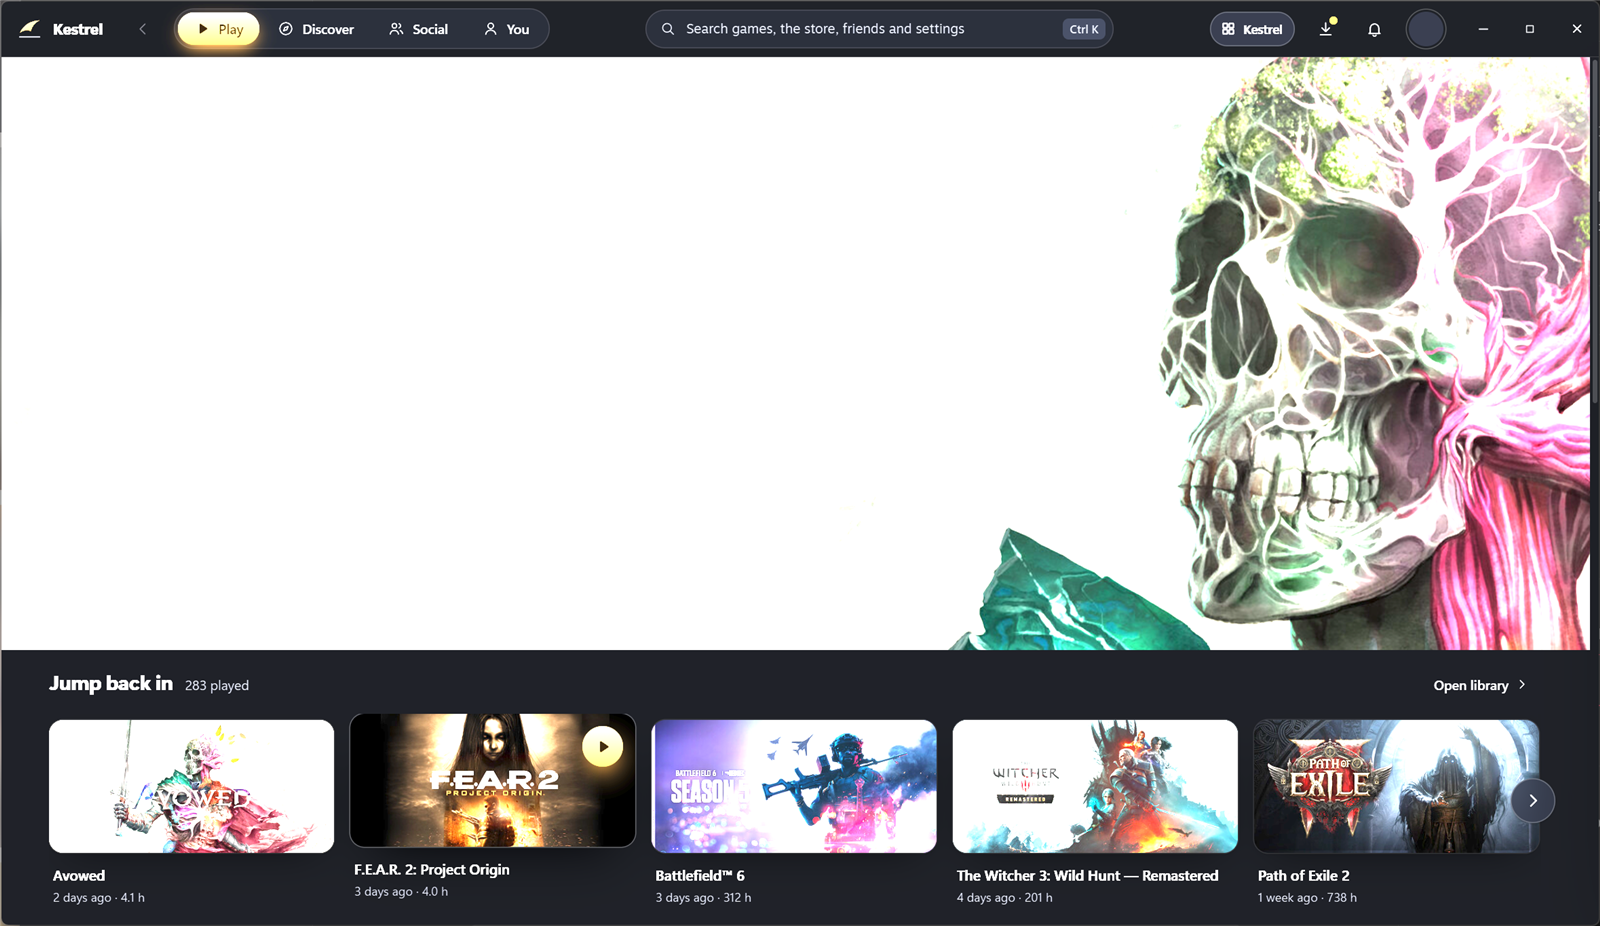 Kestrel
Play
Discover
Social
You
Search games, the store, friends and settings
Ctrl K
Kestrel
Jump back in
283 played
Open library
AVOWED
F.E.A.R. 2
PROJECT ORIGIN
BATTLEFIELD 6
SEASON
WITCHER
REMASTERED
PATH OF
EXILE
Avowed
2 days ago · 4.1 h
F.E.A.R. 2: Project Origin
3 days ago · 4.0 h
Battlefield™ 6
3 days ago · 312 h
The Witcher 3: Wild Hunt — Remastered
4 days ago · 201 h
Path of Exile 2
1 week ago · 738 h